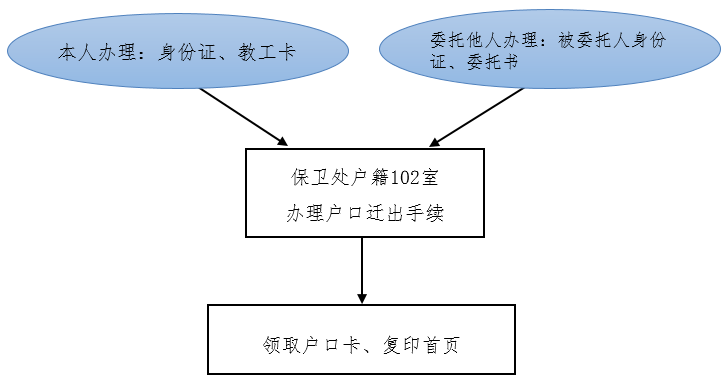 本人办理：身份证、教工卡
委托他人办理：被委托人身份
证、委托书
保卫处户籍102室
办理户口迁出手续
领取户口卡、复印首页